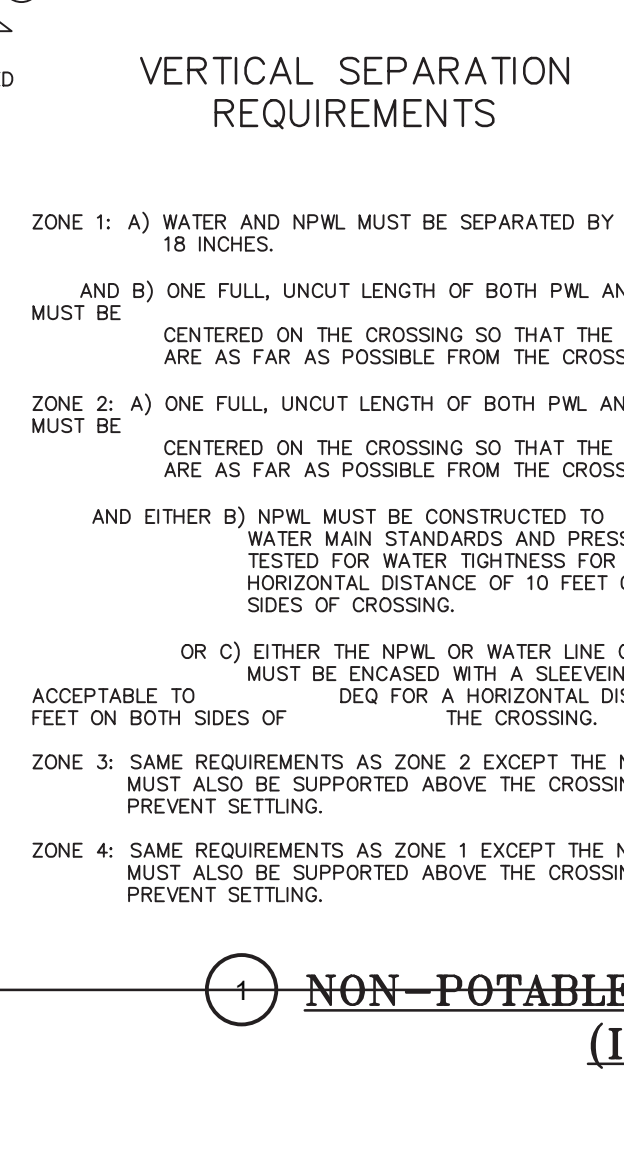 ED
VERTICAL SEPARATION
REQUIREMENTS
ZONE 1: A) WATER AND NPWL MUST BE SEPARATED BY
18 INCHES.
AND B) ONE FULL, UNCUT LENGTH OF BOTH PWL AN
MUST BE
CENTERED ON THE CROSSING SO THAT THE
ARE AS FAR AS POSSIBLE FROM THE CROSS
ZONE 2: A) ONE FULL, UNCUT LENGTH OF BOTH PWL AN
MUST BE
CENTERED ON THE CROSSING SO THAT THE
ARE AS FAR AS POSSIBLE FROM THE CROSS
AND EITHER B) NPWL MUST BE CONSTRUCTED TO
WATER MAIN STANDARDS AND PRESS
TESTED FOR WATER TIGHTNESS FOR
HORIZONTAL DISTANCE OF 10 FEET
SIDES OF CROSSING.
OR C) EITHER THE NPWL OR WATER LINE
MUST BE ENCASED WITH A SLEEVEIN
ACCEPTABLE TO DEQ FOR A HORIZONTAL DIS
FEET ON BOTH SIDES OF THE CROSSING.
ZONE 3: SAME REQUIREMENTS AS ZONE 2 EXCEPT THE N
MUST ALSO BE SUPPORTED ABOVE THE CROSSIN
PREVENT SETTLING.
ZONE 4: SAME REQUIREMENTS AS ZONE 1 EXCEPT THE N
MUST ALSO BE SUPPORTED ABOVE THE CROSSIN
PREVENT SETTLING.
1 NON-POTABLE
(I